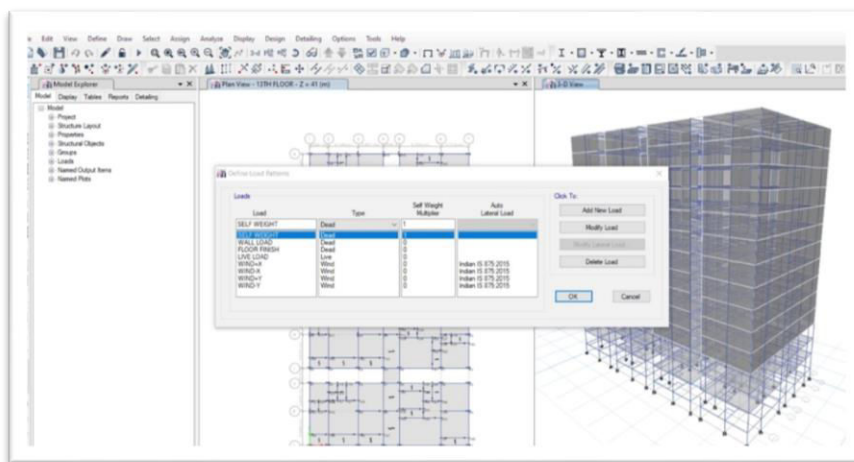 Edit View Define Draw Select Assign Analyze Display Design Detailing Options Tools Help
Model Explorer
Plan View - 13TH FLOOR - Z = 41 (m)
3-D View
Model Display Tables Reports Detailing
Model
Project
Structure Layout
Properties
Structural Objects
Groups
Loads
Named Output Items
Named Plots
Define Load Patterns
Loads
Click To:
Load Type Self Weight Multiplier Auto Lateral Load
SELF WEIGHT Dead 1
SELF WEIGHT Dead 1
WALL LOAD Dead 0
FLOOR FINISH Dead 0
LIVE LOAD Live 0
WIND+X Wind 0 Indian IS 875:2015
WIND-X Wind 0 Indian IS 875:2015
WIND+Y Wind 0 Indian IS 875:2015
WIND-Y Wind 0 Indian IS 875:2015
Add New Load
Modify Load
Modify Lateral Load
Delete Load
OK Cancel